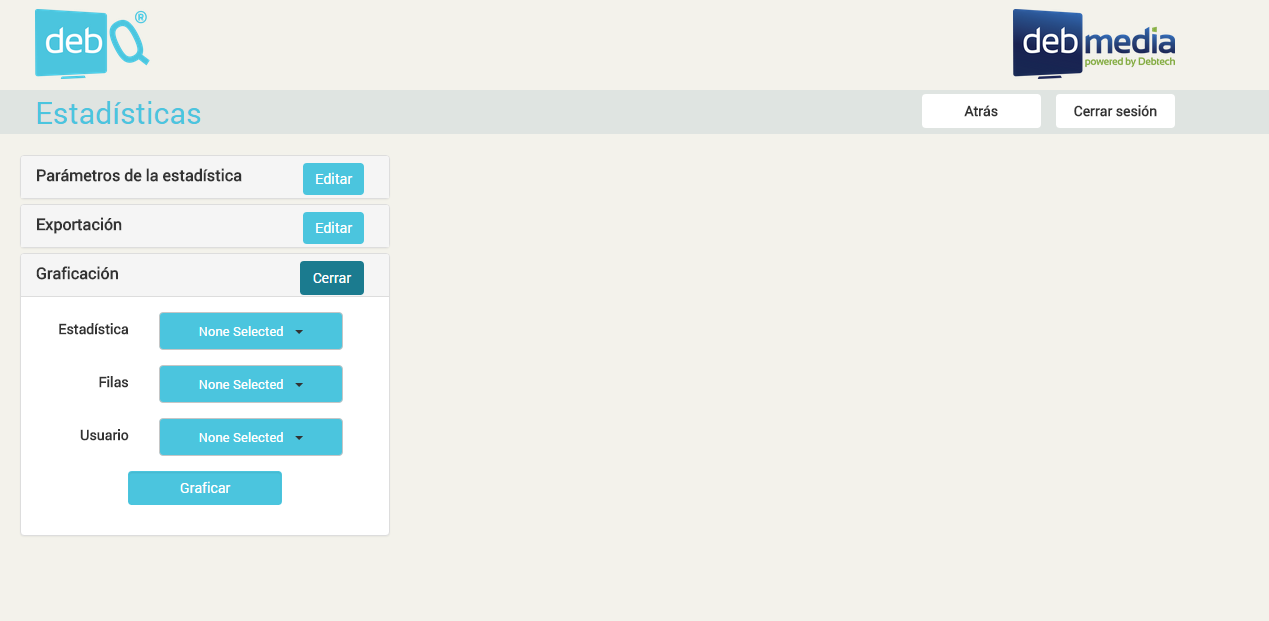 deb Q®
debmedia
powered by Debtech
Estadísticas
Atrás
Cerrar sesión
Parámetros de la estadística
Editar
Exportación
Editar
Graficación
Cerrar
Estadística
None Selected
Filas
None Selected
Usuario
None Selected
Graficar